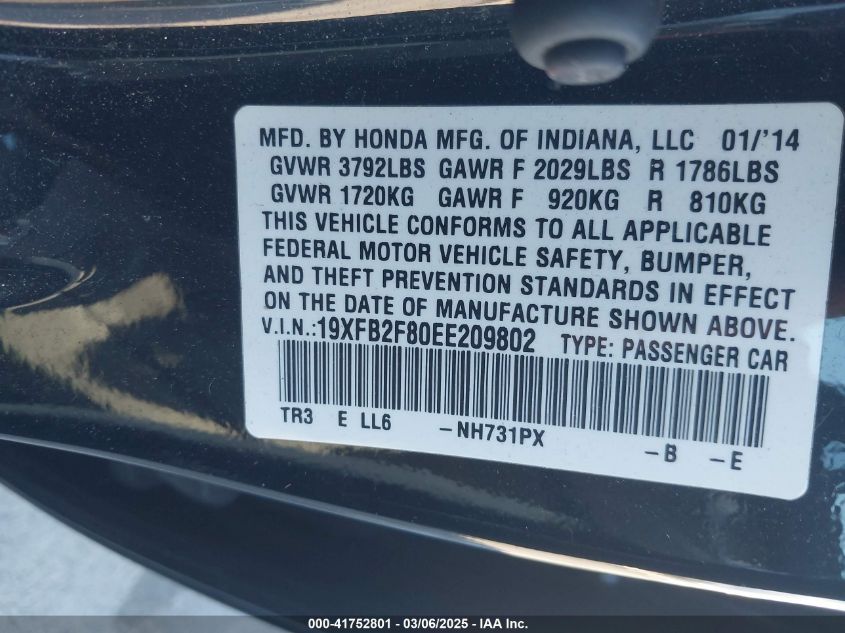 MFD. BY HONDA MFG. OF INDIANA, LLC 01/'14
GVWR 3792LBS GAWR F 2029LBS R 1786LBS
GVWR 1720KG GAWR F 920KG R 810KG
THIS VEHICLE CONFORMS TO ALL APPLICABLE
FEDERAL MOTOR VEHICLE SAFETY, BUMPER,
AND THEFT PREVENTION STANDARDS IN EFFECT
ON THE DATE OF MANUFACTURE SHOWN ABOVE.
V.I.N.:19XFB2F80EE209802 TYPE: PASSENGER CAR
TR3 E LL6 -NH731PX -B -E
000-41752801 - 03/06/2025 - IAA Inc.